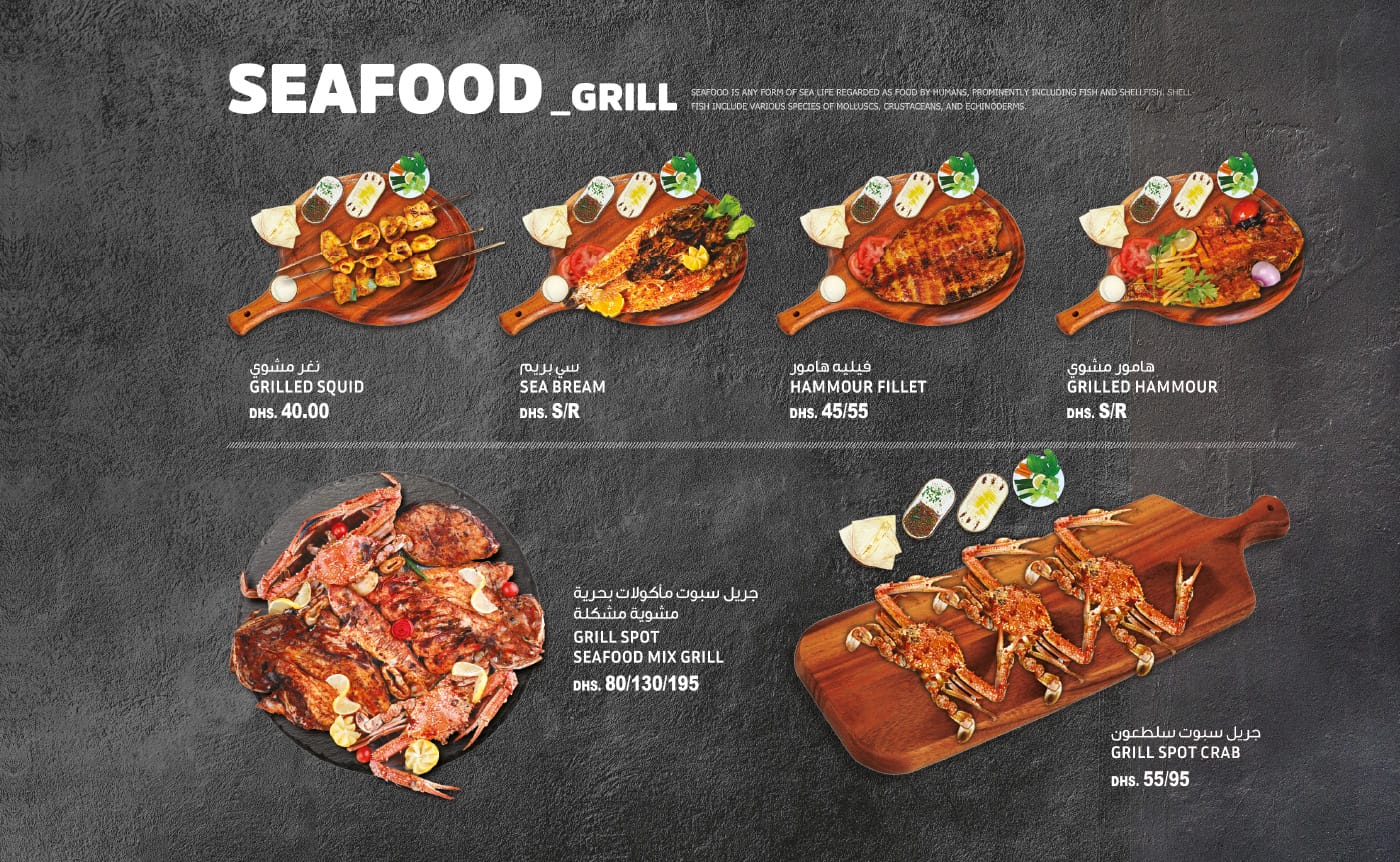 SEAFOOD _GRILL
SEAFOOD IS ANY FORM OF SEA LIFE REGARDED AS FOOD BY HUMANS, PROMINENTLY INCLUDING FISH AND SHELLFISH. SHELL-
FISH INCLUDE VARIOUS SPECIES OF MOLLUSCS, CRUSTACEANS, AND ECHINODERMS.
نغر مشوي
GRILLED SQUID
DHS. 40.00
سي بريم
SEA BREAM
DHS. S/R
فيليه هامور
HAMMOUR FILLET
DHS. 45/55
هامور مشوي
GRILLED HAMMOUR
DHS. S/R
جريل سبوت مأكولات بحرية
مشوية مشكلة
GRILL SPOT
SEAFOOD MIX GRILL
DHS. 80/130/195
جريل سبوت سلطعون
GRILL SPOT CRAB
DHS. 55/95